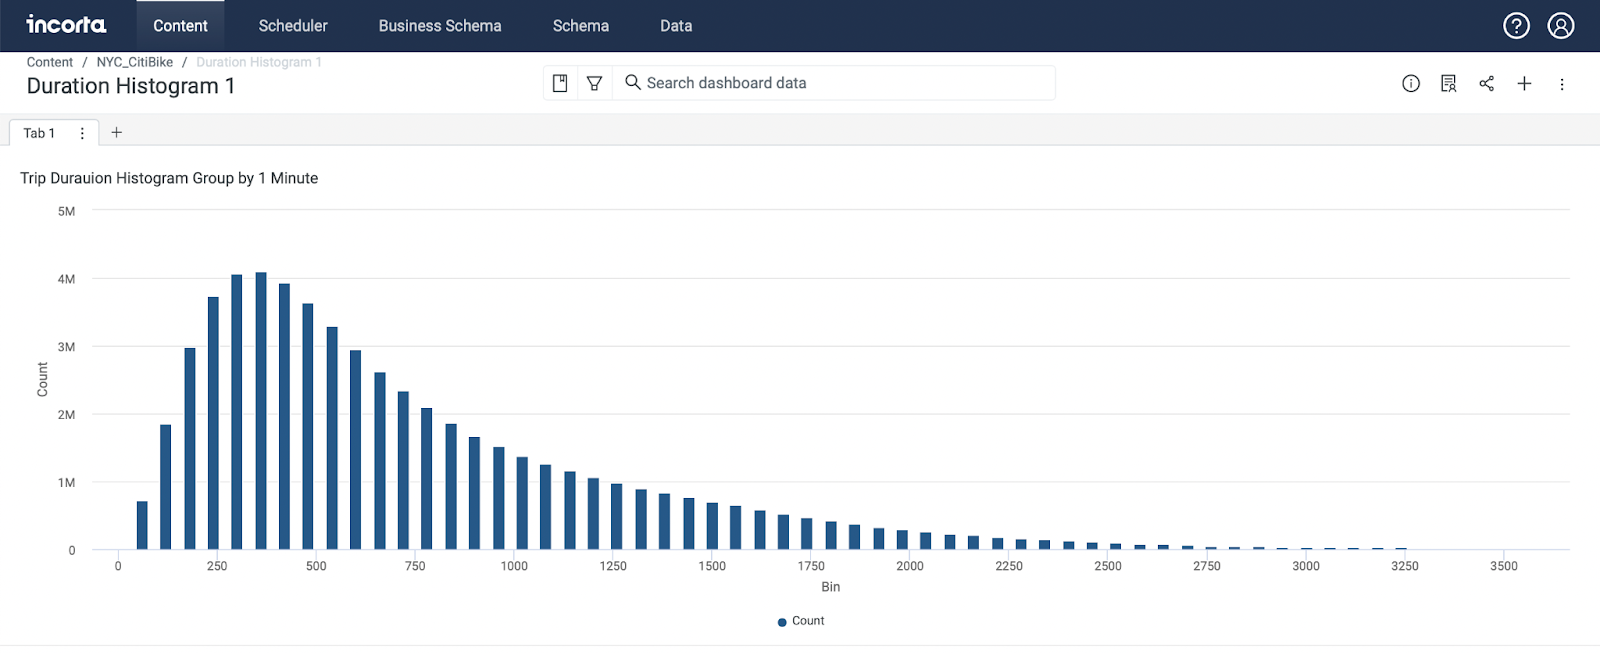 incorta Content Scheduler Business Schema Schema Data
Content / NYC_CitiBike / Duration Histogram 1
Duration Histogram 1
Search dashboard data
Tab 1
Trip Durauion Histogram Group by 1 Minute
5M
4M
3M
2M
1M
0
Count
0 250 500 750 1000 1250 1500 1750 2000 2250 2500 2750 3000 3250 3500
Bin
Count